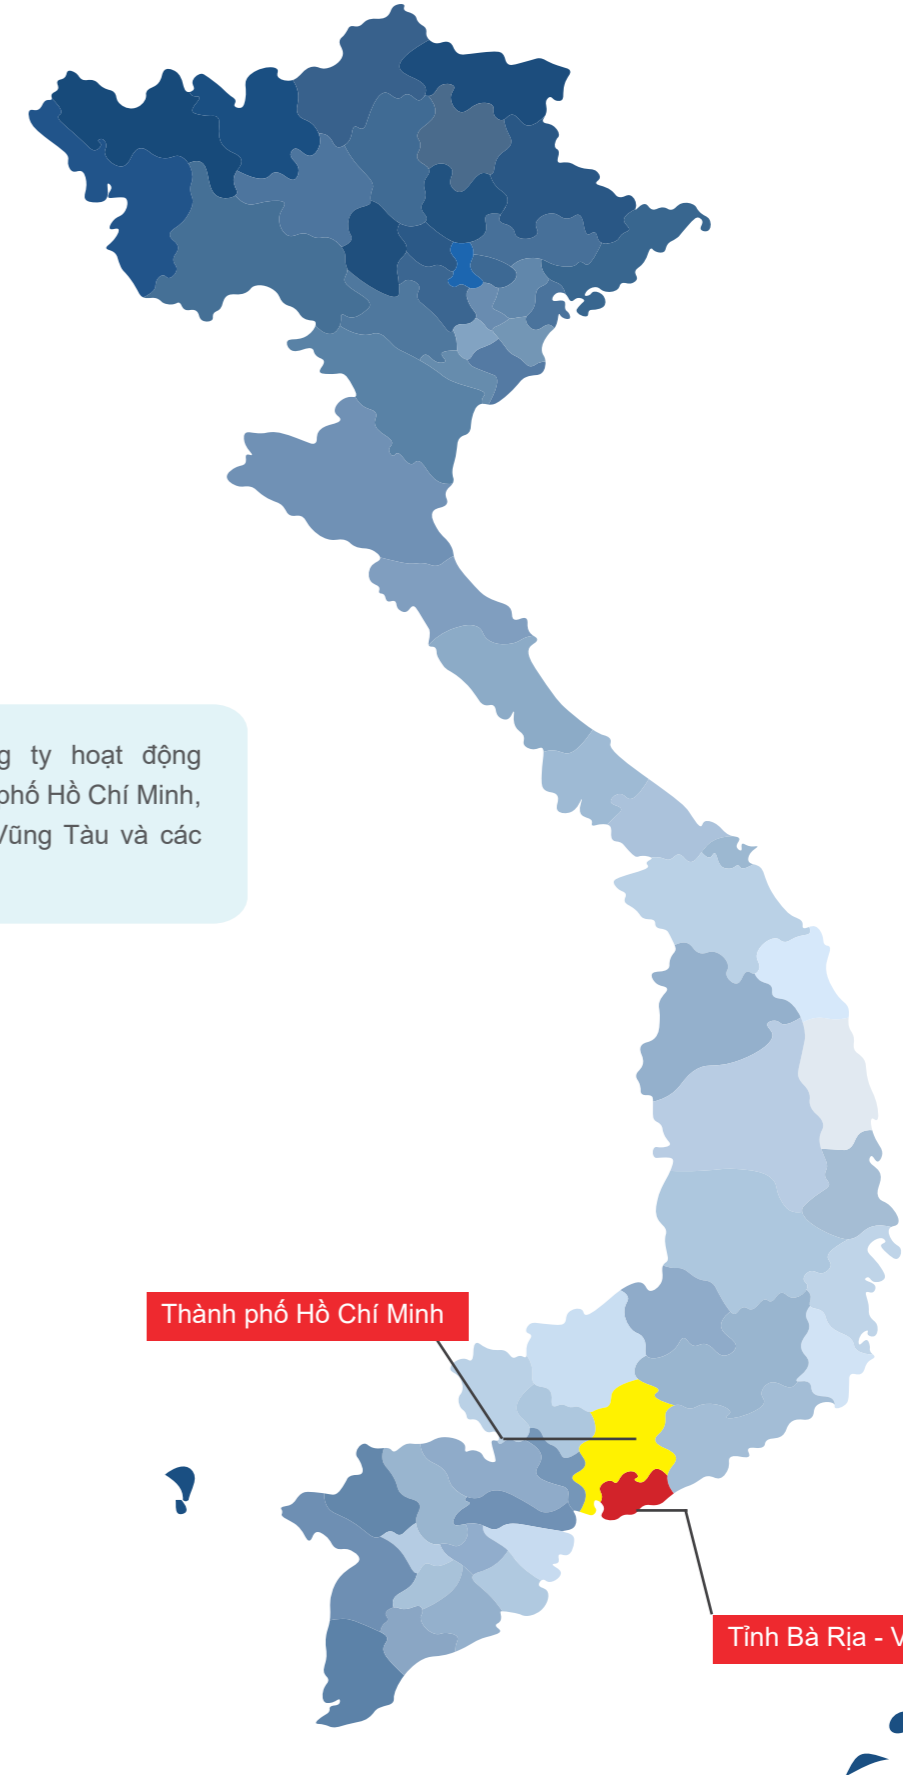 g ty hoạt động
phố Hồ Chí Minh,
Vũng Tàu và các
Thành phố Hồ Chí Minh
Tỉnh Bà Rịa - V